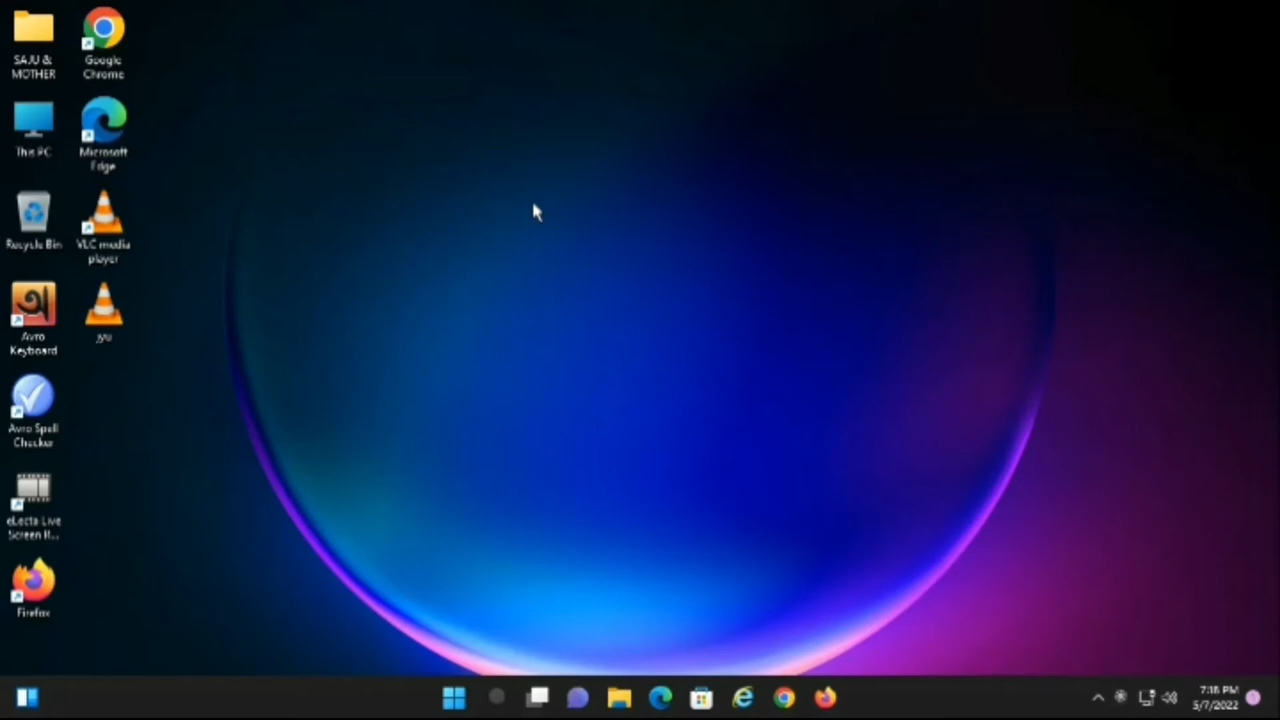 SAJU &
MOTHER
Google
Chrome
This PC
Microsoft
Edge
Recycle Bin
VLC media
player
Avro
Keyboard
Avro Spell
Checker
eLecta Live
Screen R...
Firefox
7:18 PM
5/7/2022